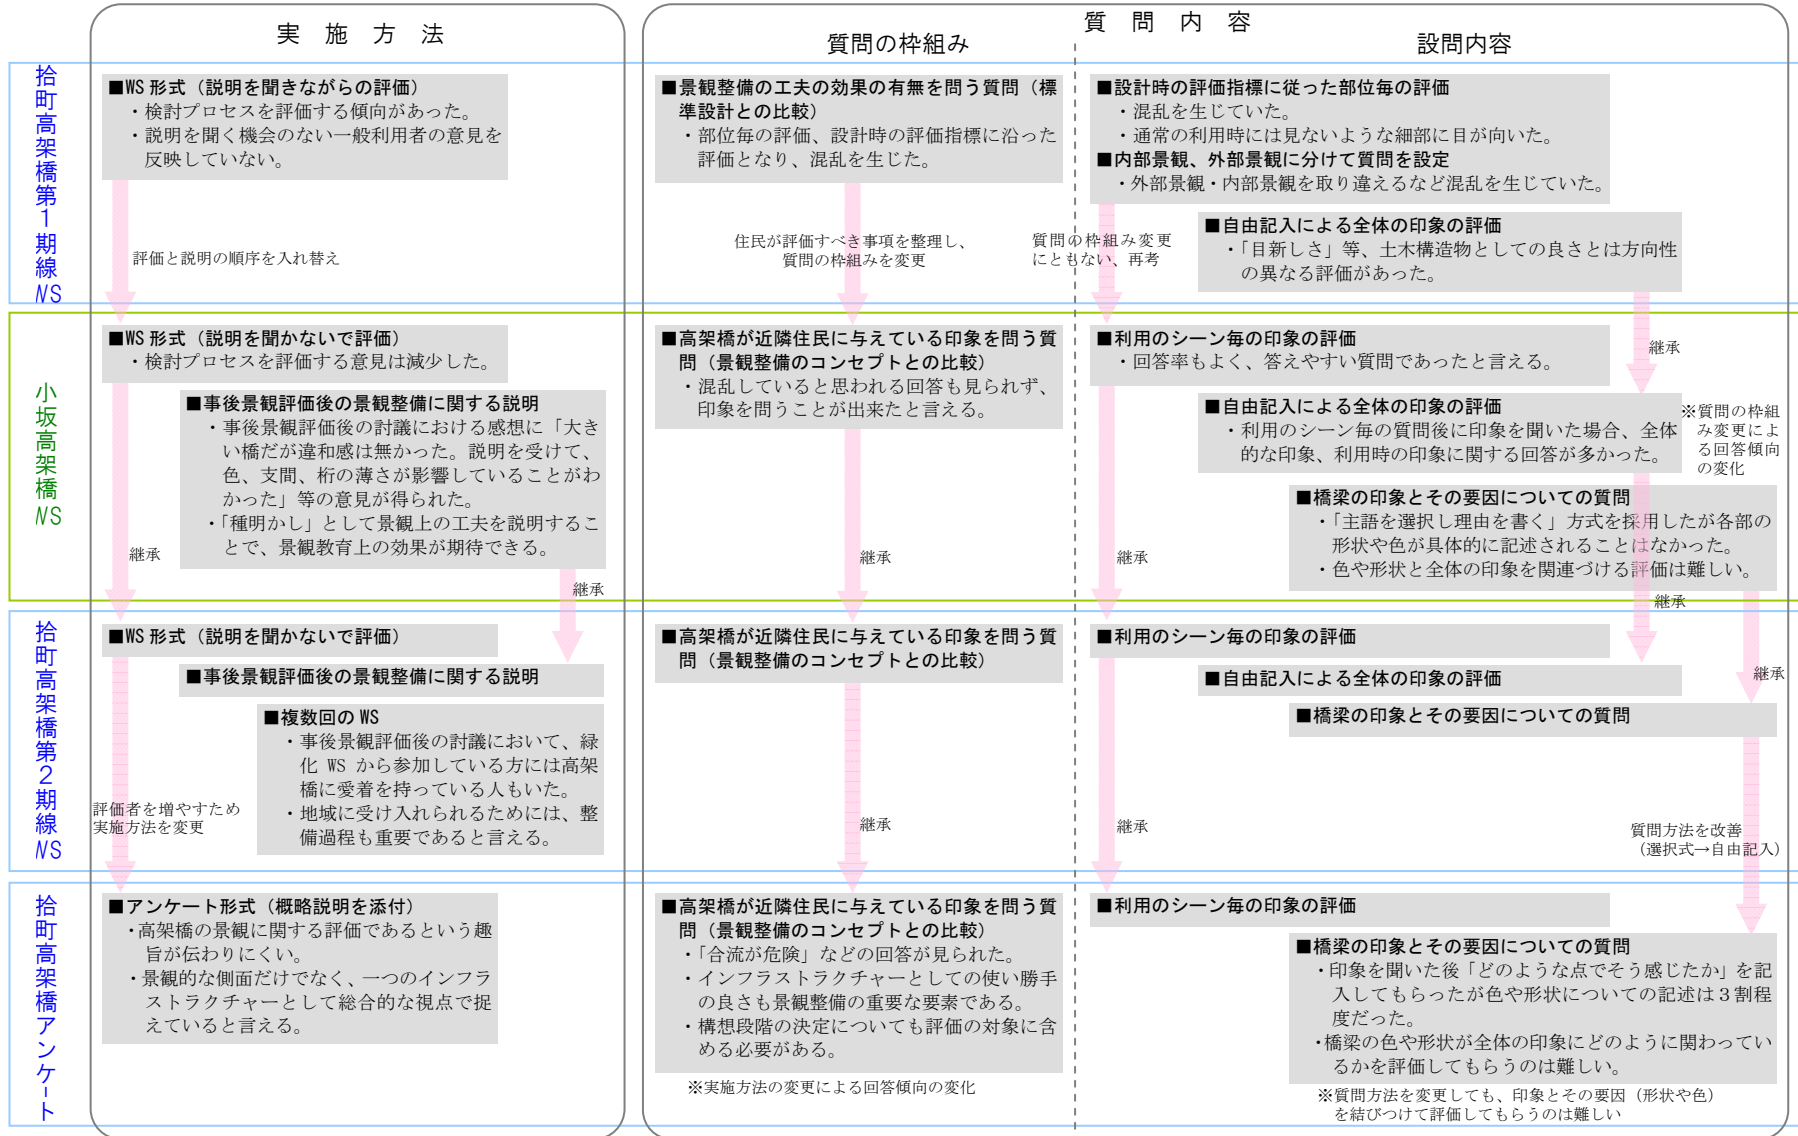 実 施 方 法
質 問 内 容
質問の枠組み
設問内容
拾町高架橋第1期線WS
■WS 形式（説明を聞きながらの評価）
・検討プロセスを評価する傾向があった。
・説明を聞く機会のない一般利用者の意見を
反映していない。
評価と説明の順序を入れ替え
■景観整備の工夫の効果の有無を問う質問（標
準設計との比較）
・部位毎の評価、設計時の評価指標に沿った
評価となり、混乱を生じた。
住民が評価すべき事項を整理し、
質問の枠組みを変更
■設計時の評価指標に従った部位毎の評価
・混乱を生じていた。
・通常の利用時には見ないような細部に目が向いた。
■内部景観、外部景観に分けて質問を設定
・外部景観・内部景観を取り違えるなど混乱を生じていた。
質問の枠組み変更
にともない、再考
■自由記入による全体の印象の評価
・「目新しさ」等、土木構造物としての良さとは方向性
の異なる評価があった。
小坂高架橋WS
■WS 形式（説明を聞かないで評価）
・検討プロセスを評価する意見は減少した。
■事後景観評価後の景観整備に関する説明
・事後景観評価後の討議における感想に「大き
い橋だが違和感は無かった。説明を受けて、
色、支間、桁の薄さが影響していることがわ
かった」等の意見が得られた。
・「種明かし」として景観上の工夫を説明するこ
とで、景観教育上の効果が期待できる。
継承
継承
■高架橋が近隣住民に与えている印象を問う質
問（景観整備のコンセプトとの比較）
・混乱していると思われる回答も見られず、
印象を問うことが出来たと言える。
継承
■利用のシーン毎の印象の評価
・回答率もよく、答えやすい質問であったと言える。
継承
■自由記入による全体の印象の評価
・利用のシーン毎の質問後に印象を聞いた場合、全体
的な印象、利用時の印象に関する回答が多かった。
※質問の枠組
み変更によ
る回答傾向
の変化
■橋梁の印象とその要因についての質問
・「主語を選択し理由を書く」方式を採用したが各部の
形状や色が具体的に記述されることはなかった。
・色や形状と全体の印象を関連づける評価は難しい。
継承
継承
拾町高架橋第2期線WS
■WS 形式（説明を聞かないで評価）
■事後景観評価後の景観整備に関する説明
■複数回の WS
・事後景観評価後の討議において、緑
化 WS から参加している方には高架
橋に愛着を持っている人もいた。
・地域に受け入れられるためには、整
備過程も重要であると言える。
評価者を増やすため
実施方法を変更
■高架橋が近隣住民に与えている印象を問う質
問（景観整備のコンセプトとの比較）
継承
■利用のシーン毎の印象の評価
■自由記入による全体の印象の評価
継承
■橋梁の印象とその要因についての質問
継承
質問方法を改善
（選択式→自由記入）
拾町高架橋アンケート
■アンケート形式（概略説明を添付）
・高架橋の景観に関する評価であるという趣
旨が伝わりにくい。
・景観的な側面だけでなく、一つのインフラ
ストラクチャーとして総合的な視点で捉
えていると言える。
■高架橋が近隣住民に与えている印象を問う質
問（景観整備のコンセプトとの比較）
・「合流が危険」などの回答が見られた。
・インフラストラクチャーとしての使い勝手
の良さも景観整備の重要な要素である。
・構想段階の決定についても評価の対象に含
める必要がある。
※実施方法の変更による回答傾向の変化
■利用のシーン毎の印象の評価
■橋梁の印象とその要因についての質問
・印象を聞いた後「どのような点でそう感じたか」を記
入してもらったが色や形状についての記述は３割程
度だった。
・橋梁の色や形状が全体の印象にどのように関わってい
るかを評価してもらうのは難しい。
※質問方法を変更しても、印象とその要因（形状や色）
を結びつけて評価してもらうのは難しい